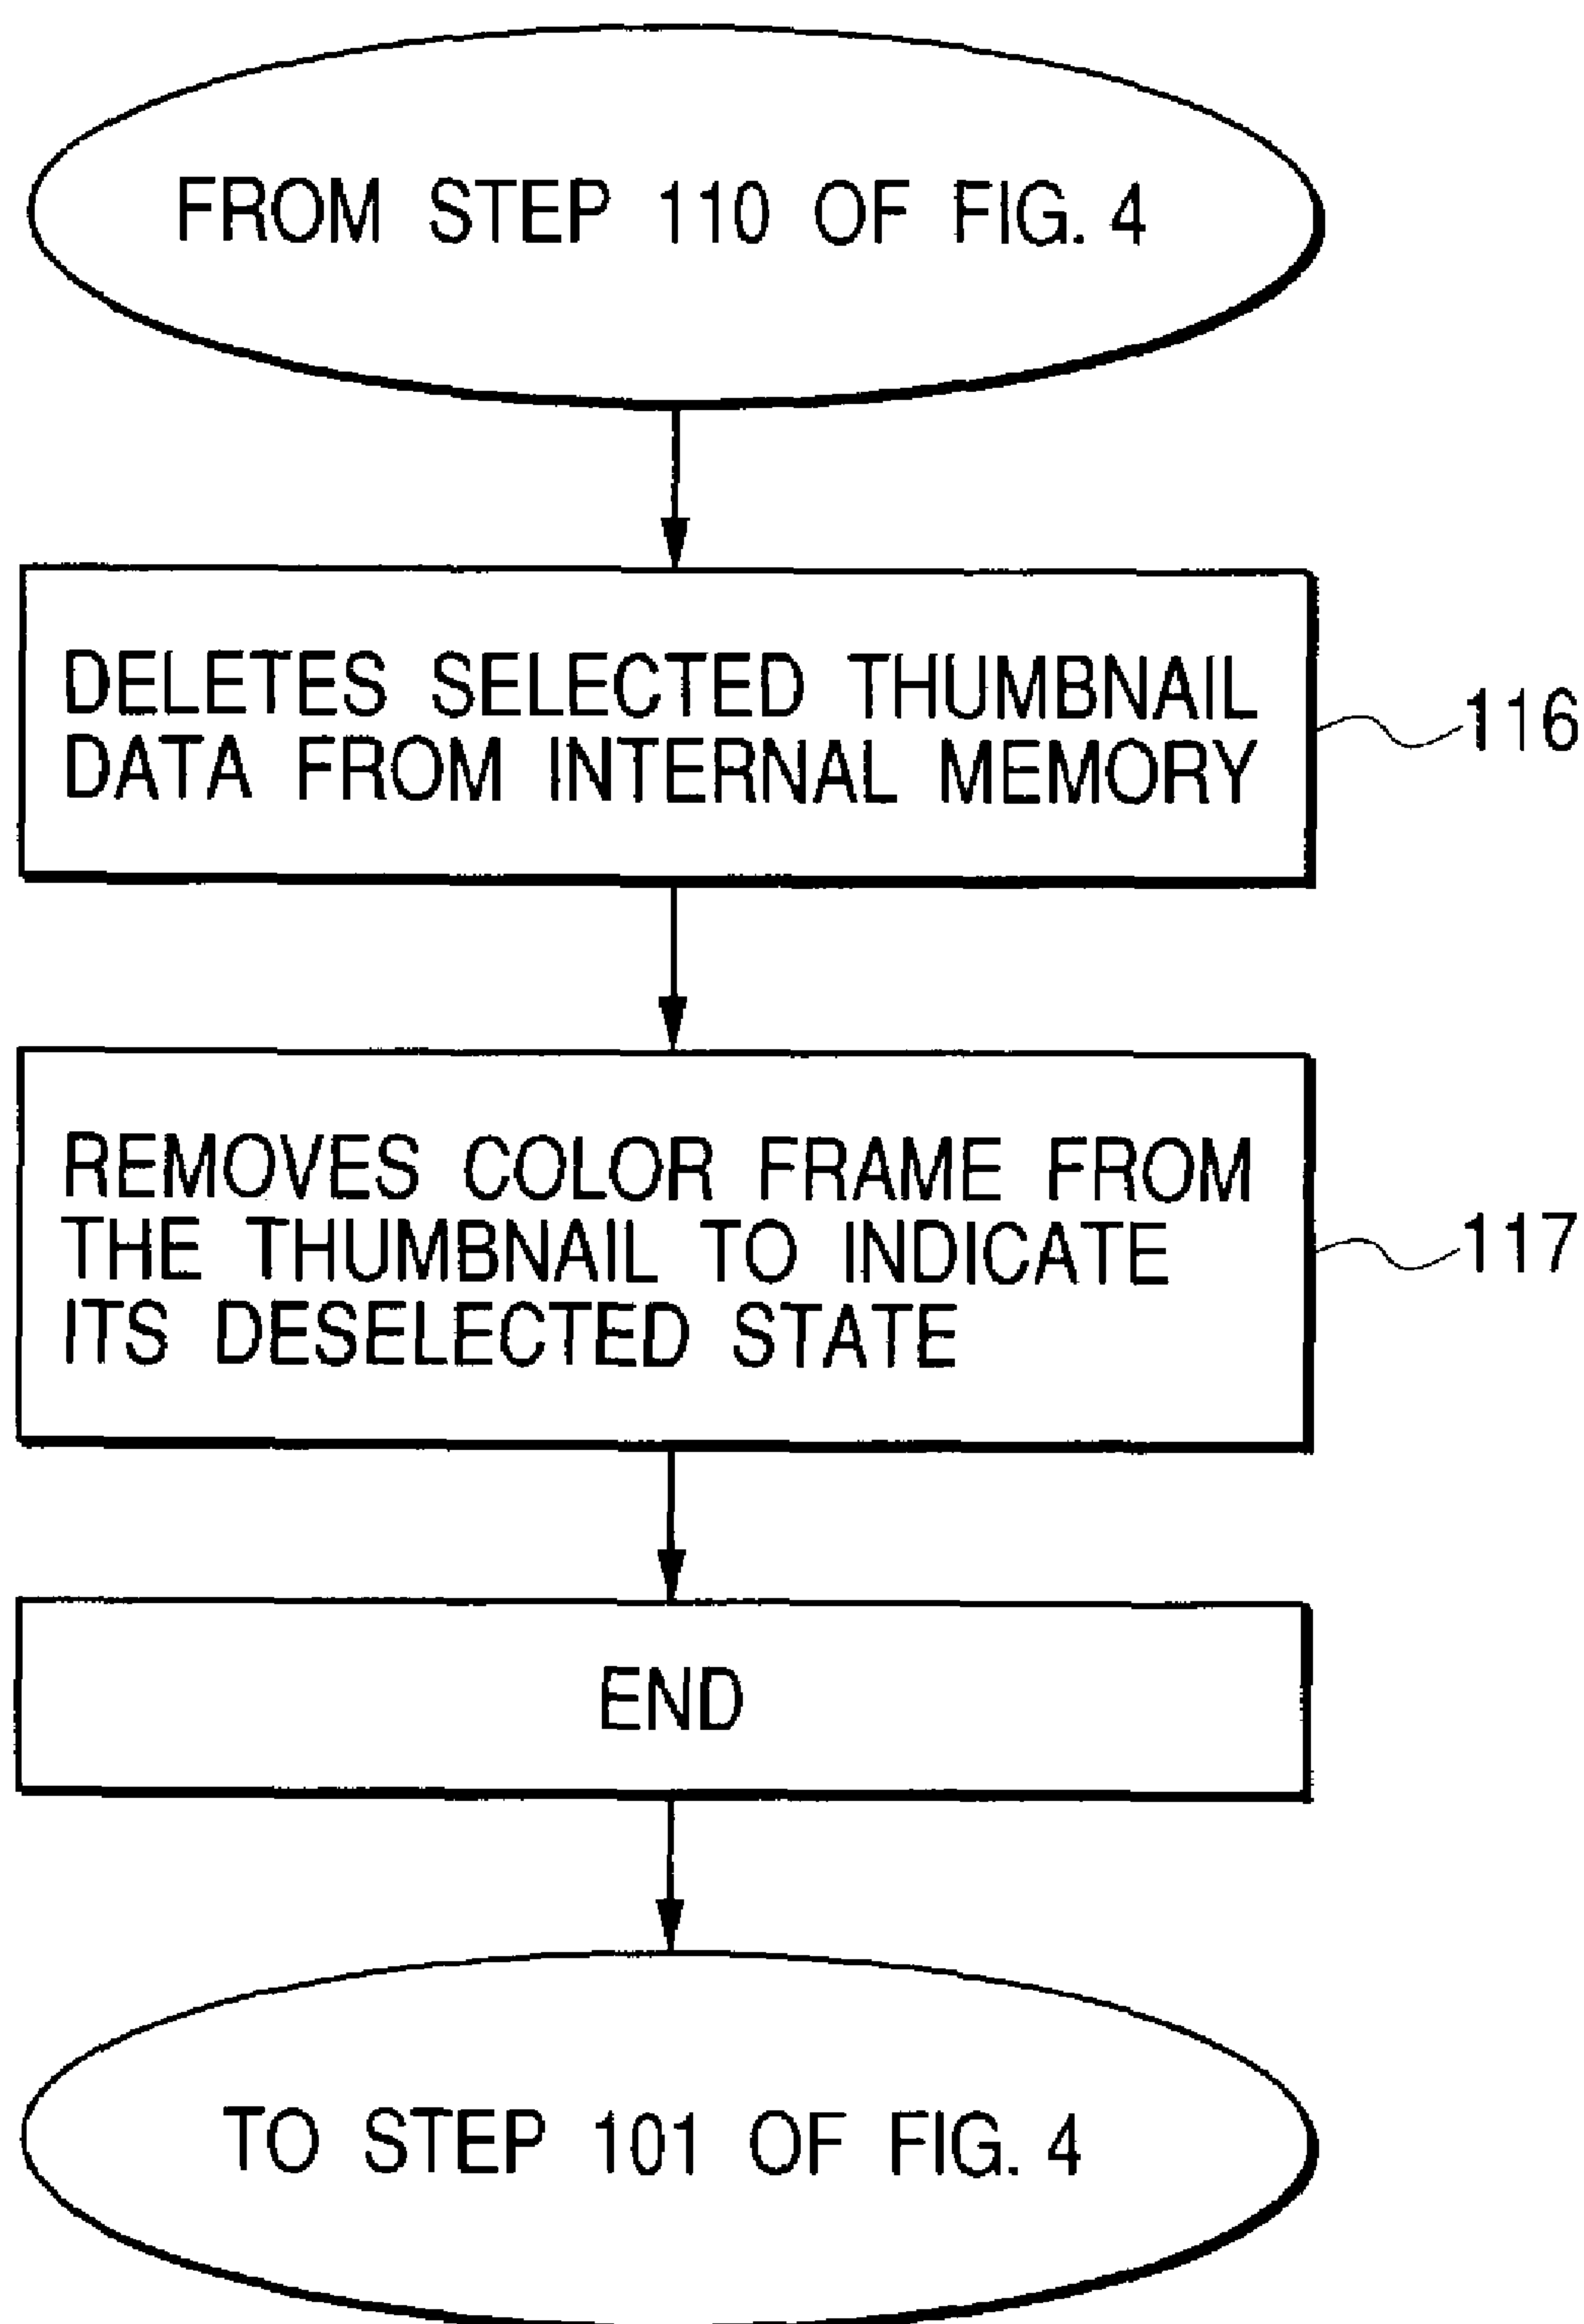 FROM STEP 110 OF FIG. 4
DELETES SELECTED THUMBNAIL
DATA FROM INTERNAL MEMORY
116
REMOVES COLOR FRAME FROM
THE THUMBNAIL TO INDICATE
ITS DESELECTED STATE
117
END
TO STEP 101 OF FIG. 4